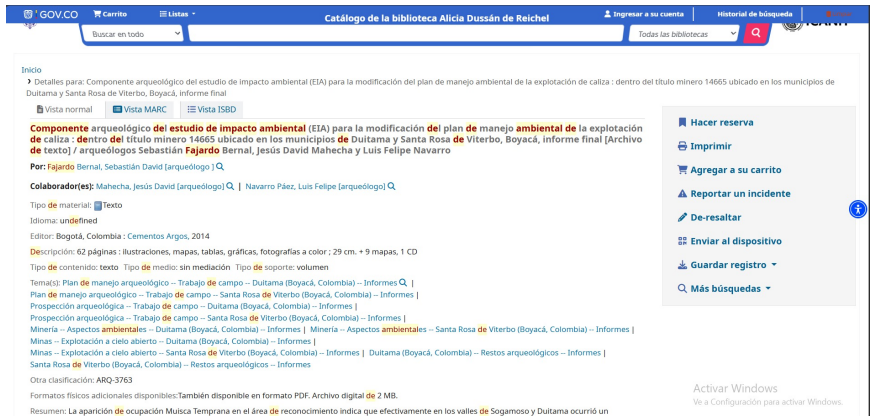 GOV.CO
Carrito
Listas
Catálogo de la biblioteca Alicia Dussán de Reichel
Ingresar a su cuenta
Historial de búsqueda
Buscar en todo
Todas las bibliotecas
Inicio
Detalles para: Componente arqueológico del estudio de impacto ambiental (EIA) para la modificación del plan de manejo ambiental de la explotación de caliza : dentro del título minero 14665 ubicado en los municipios de
Duitama y Santa Rosa de Viterbo, Boyacá, informe final
Vista normal
Vista MARC
Vista ISBD
Componente arqueológico del estudio de impacto ambiental (EIA) para la modificación del plan de manejo ambiental de la explotación
de caliza : dentro del título minero 14665 ubicado en los municipios de Duitama y Santa Rosa de Viterbo, Boyacá, informe final [Archivo
de texto] / arqueólogos Sebastián Fajardo Bernal, Jesús David Mahecha y Luis Felipe Navarro
Por: Fajardo Bernal, Sebastián David [arqueólogo ]
Colaborador(es): Mahecha, Jesús David [arqueólogo] | Navarro Páez, Luis Felipe [arqueólogo]
Tipo de material: Texto
Idioma: undefined
Editor: Bogotá, Colombia : Cementos Argos, 2014
Descripción: 62 páginas : ilustraciones, mapas, tablas, gráficas, fotografías a color ; 29 cm. + 9 mapas, 1 CD
Tipo de contenido: texto Tipo de medio: sin mediación Tipo de soporte: volumen
Tema(s): Plan de manejo arqueológico -- Trabajo de campo -- Duitama (Boyacá, Colombia) -- Informes |
Plan de manejo arqueológico -- Trabajo de campo -- Santa Rosa de Viterbo (Boyacá, Colombia) -- Informes |
Prospección arqueológica -- Trabajo de campo -- Duitama (Boyacá, Colombia) -- Informes |
Prospección arqueológica -- Trabajo de campo -- Santa Rosa de Viterbo (Boyacá, Colombia) -- Informes |
Minería -- Aspectos ambientales -- Duitama (Boyacá, Colombia) -- Informes | Minería -- Aspectos ambientales -- Santa Rosa de Viterbo (Boyacá, Colombia) -- Informes |
Minas -- Explotación a cielo abierto -- Duitama (Boyacá, Colombia) -- Informes |
Minas -- Explotación a cielo abierto -- Santa Rosa de Viterbo (Boyacá, Colombia) -- Informes | Duitama (Boyacá, Colombia) -- Restos arqueológicos -- Informes |
Santa Rosa de Viterbo (Boyacá, Colombia) -- Restos arqueológicos -- Informes
Otra clasificación: ARQ-3763
Formatos físicos adicionales disponibles:También disponible en formato PDF. Archivo digital de 2 MB.
Resumen: La aparición de ocupación Muisca Temprana en el área de reconocimiento indica que efectivamente en los valles de Sogamoso y Duitama ocurrió un
Hacer reserva
Imprimir
Agregar a su carrito
Reportar un incidente
De-resaltar
Enviar al dispositivo
Guardar registro
Más búsquedas
Activar Windows
Ve a Configuración para activar Windows.